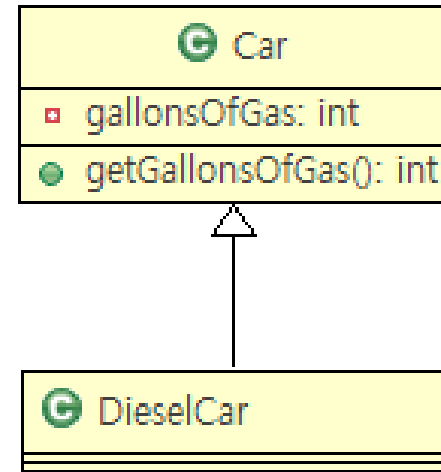 C Car
gallonsOfGas: int
getGallonsOfGas(): int
C DieselCar